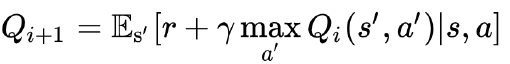 Q_{i+1} = 𝔼_{s′}[r + γ max_{a′} Q_i(s′, a′)|s, a]